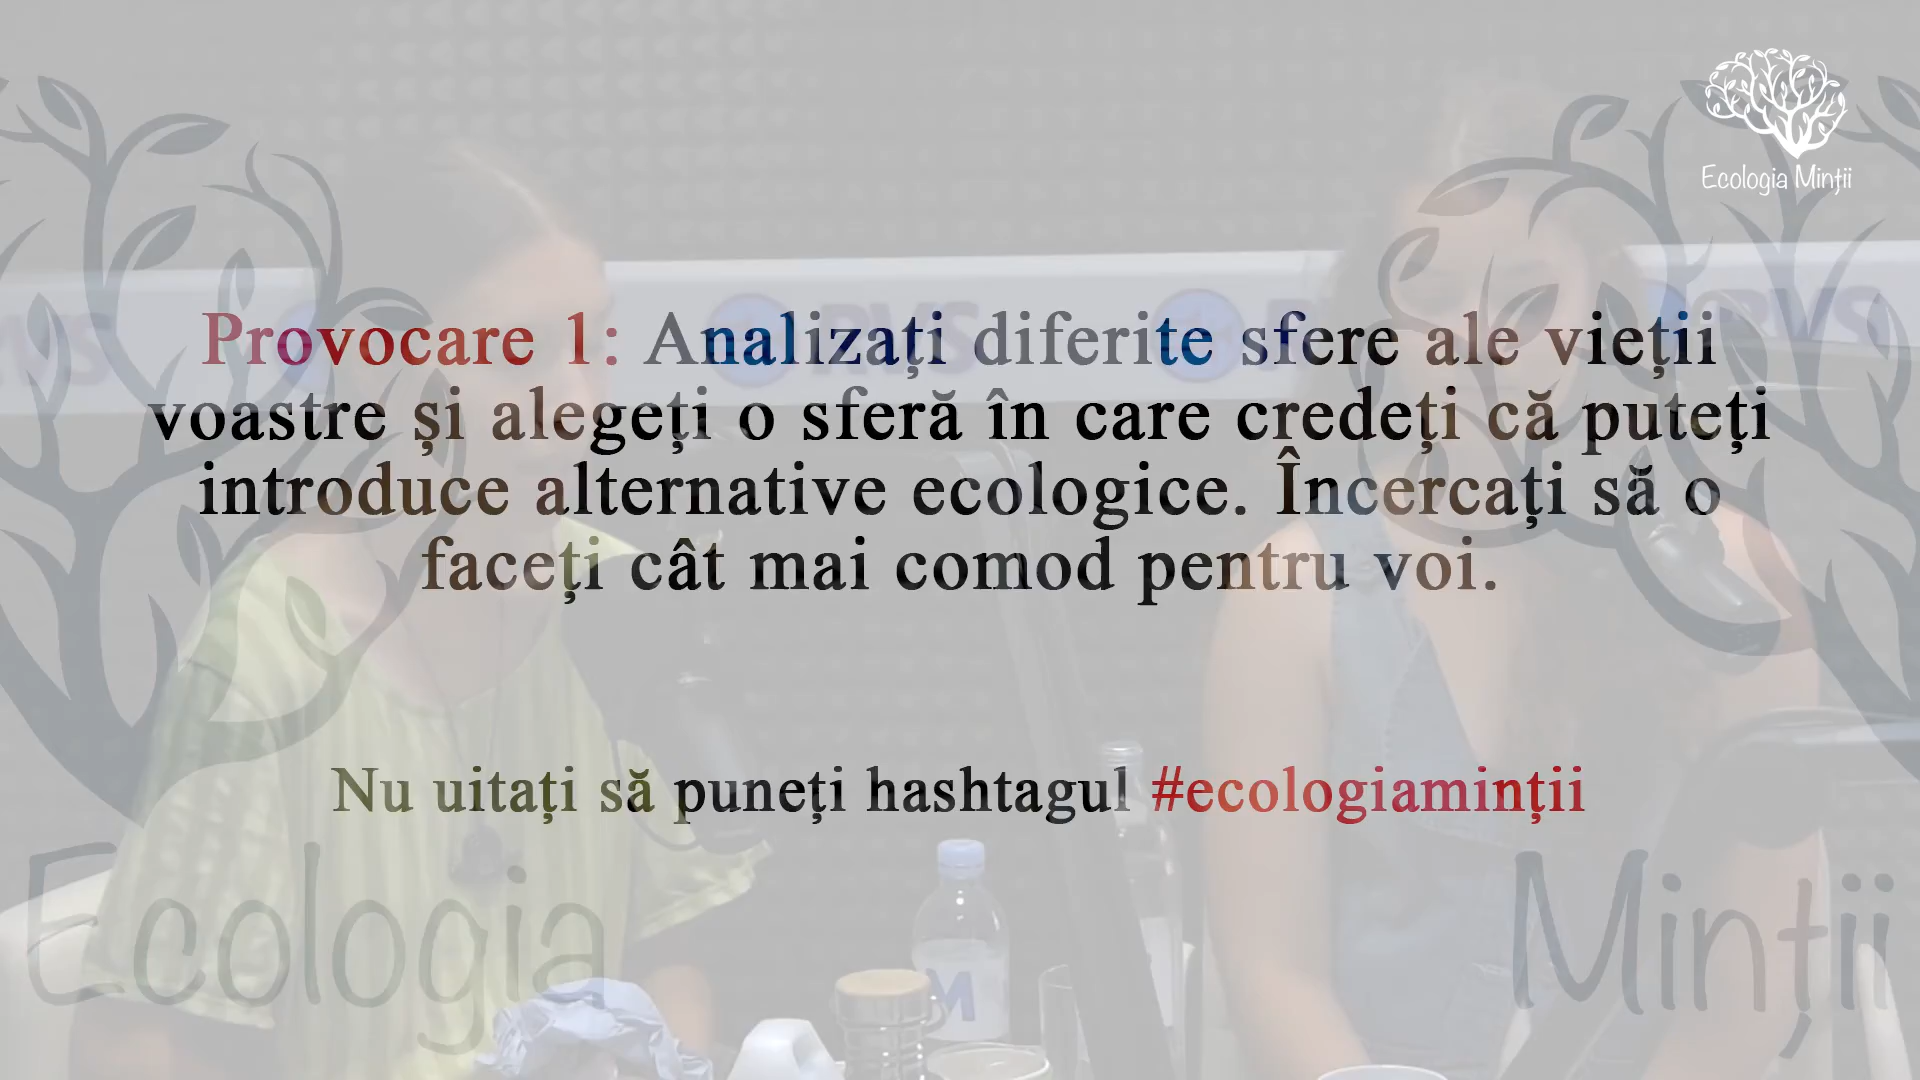 Ecologia Minții
Provocare 1: Analizați diferite sfere ale vieții
voastre și alegeți o sferă în care credeți că puteți
introduce alternative ecologice. Încercați să o
faceți cât mai comod pentru voi.
Nu uitați să puneți hashtagul #ecologiaminții
Ecologia Minții
M